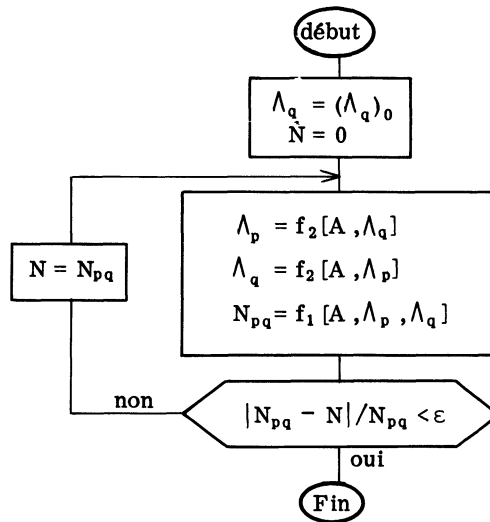 début
Λq = (Λq)0
N = 0
Λp = f2 [A , Λq]
Λq = f2 [A , Λp]
N = Npq
Npq = f1 [A , Λp , Λq]
non
|Npq − N| / Npq < ε
oui
Fin